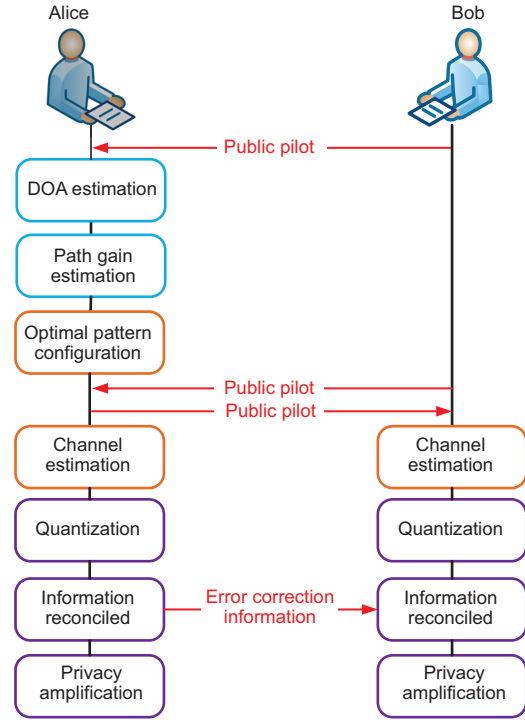 Alice
Bob
Public pilot
DOA estimation
Path gain
estimation
Optimal pattern
configuration
Public pilot
Public pilot
Channel
estimation
Channel
estimation
Quantization
Quantization
Information
reconciled
Error correction
information
Information
reconciled
Privacy
amplification
Privacy
amplification